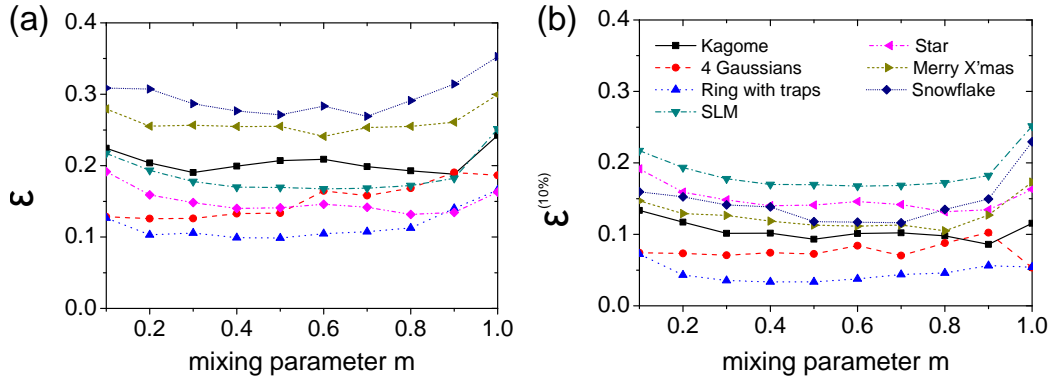 (a)
0.4
0.3
0.2
0.1
0.0
ε
0.2 0.4 0.6 0.8 1.0
mixing parameter m
(b)
0.4
0.3
0.2
0.1
0.0
ε(10%)
Kagome
4 Gaussians
Ring with traps
SLM
Star
Merry X'mas
Snowflake
0.2 0.4 0.6 0.8 1.0
mixing parameter m